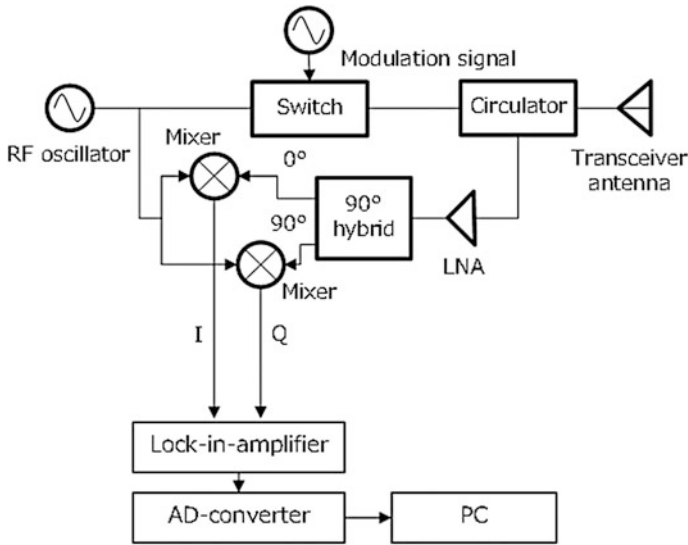 Modulation signal
Switch
Circulator
RF oscillator
Mixer
0°
Transceiver
antenna
90°
90°
hybrid
LNA
Mixer
I
Q
Lock-in-amplifier
AD-converter
PC